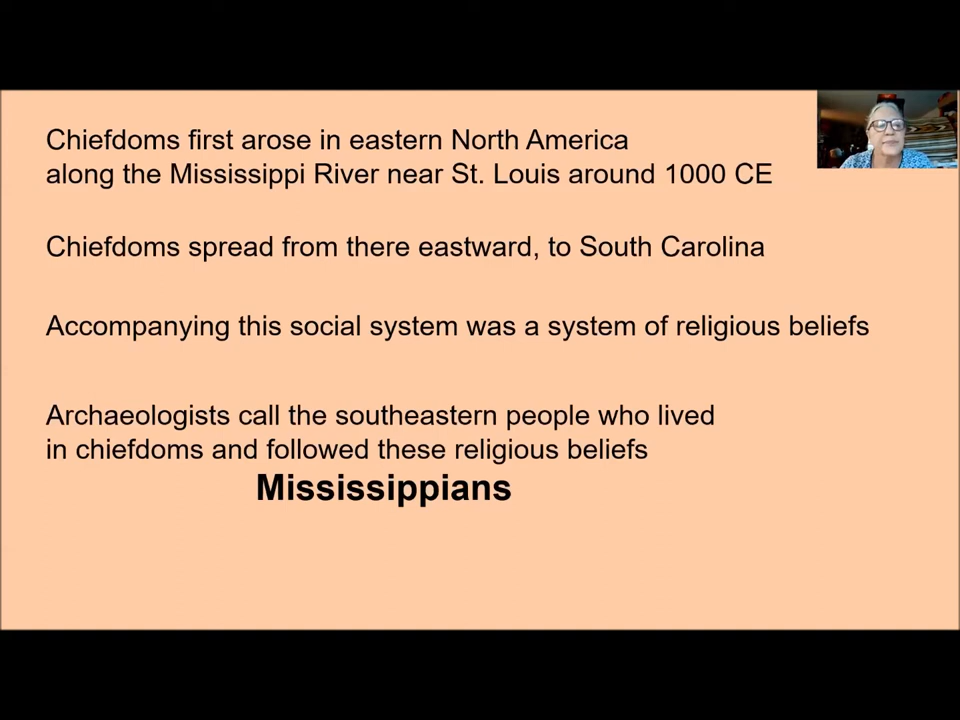 Chiefdoms first arose in eastern North America
along the Mississippi River near St. Louis around 1000 CE
Chiefdoms spread from there eastward, to South Carolina
Accompanying this social system was a system of religious beliefs
Archaeologists call the southeastern people who lived
in chiefdoms and followed these religious beliefs
Mississippians